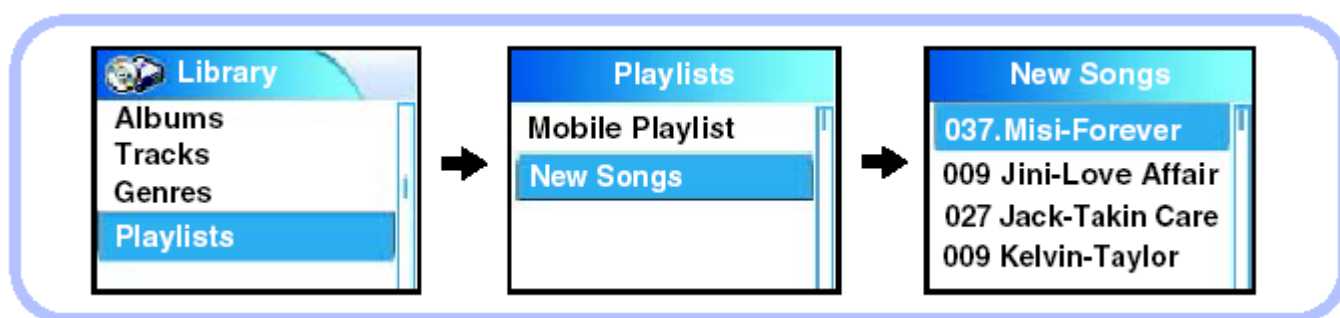 Library
Albums
Tracks
Genres
Playlists
Playlists
Mobile Playlist
New Songs
New Songs
037.Misi-Forever
009 Jini-Love Affair
027 Jack-Takin Care
009 Kelvin-Taylor